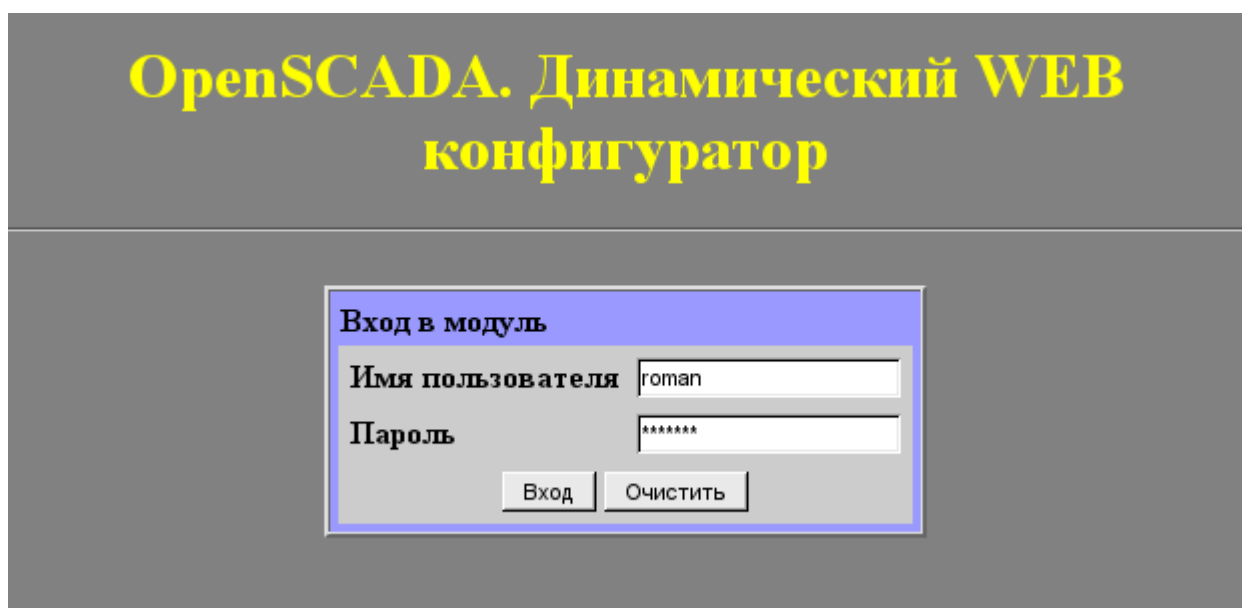 OpenSCADA. Динамический WEB
конфигуратор
Вход в модуль
Имя пользователя roman
Пароль *******
Вход Очистить